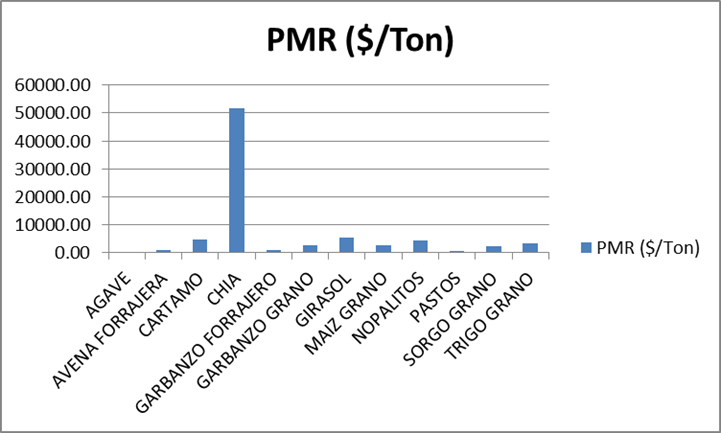 PMR ($/Ton)
60000.00
50000.00
40000.00
30000.00
20000.00
10000.00
0.00
AGAVE
AVENA FORRAJERA
CARTAMO
CHIA
GARBANZO FORRAJERO
GARBANZO GRANO
GIRASOL
MAIZ GRANO
NOPALITOS
PASTOS
SORGO GRANO
TRIGO GRANO
PMR ($/Ton)